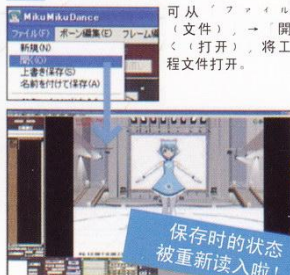 MikuMikuDance
ファイル(F) ボーン編集(E) フレーム編
新規(N)
開く(O)
上書き保存(S)
名前を付けて保存(A)
可从「ファイル
(文件)」→「開
く(打开)」将工
程文件打开。
保存时的状态
被重新读入啦!